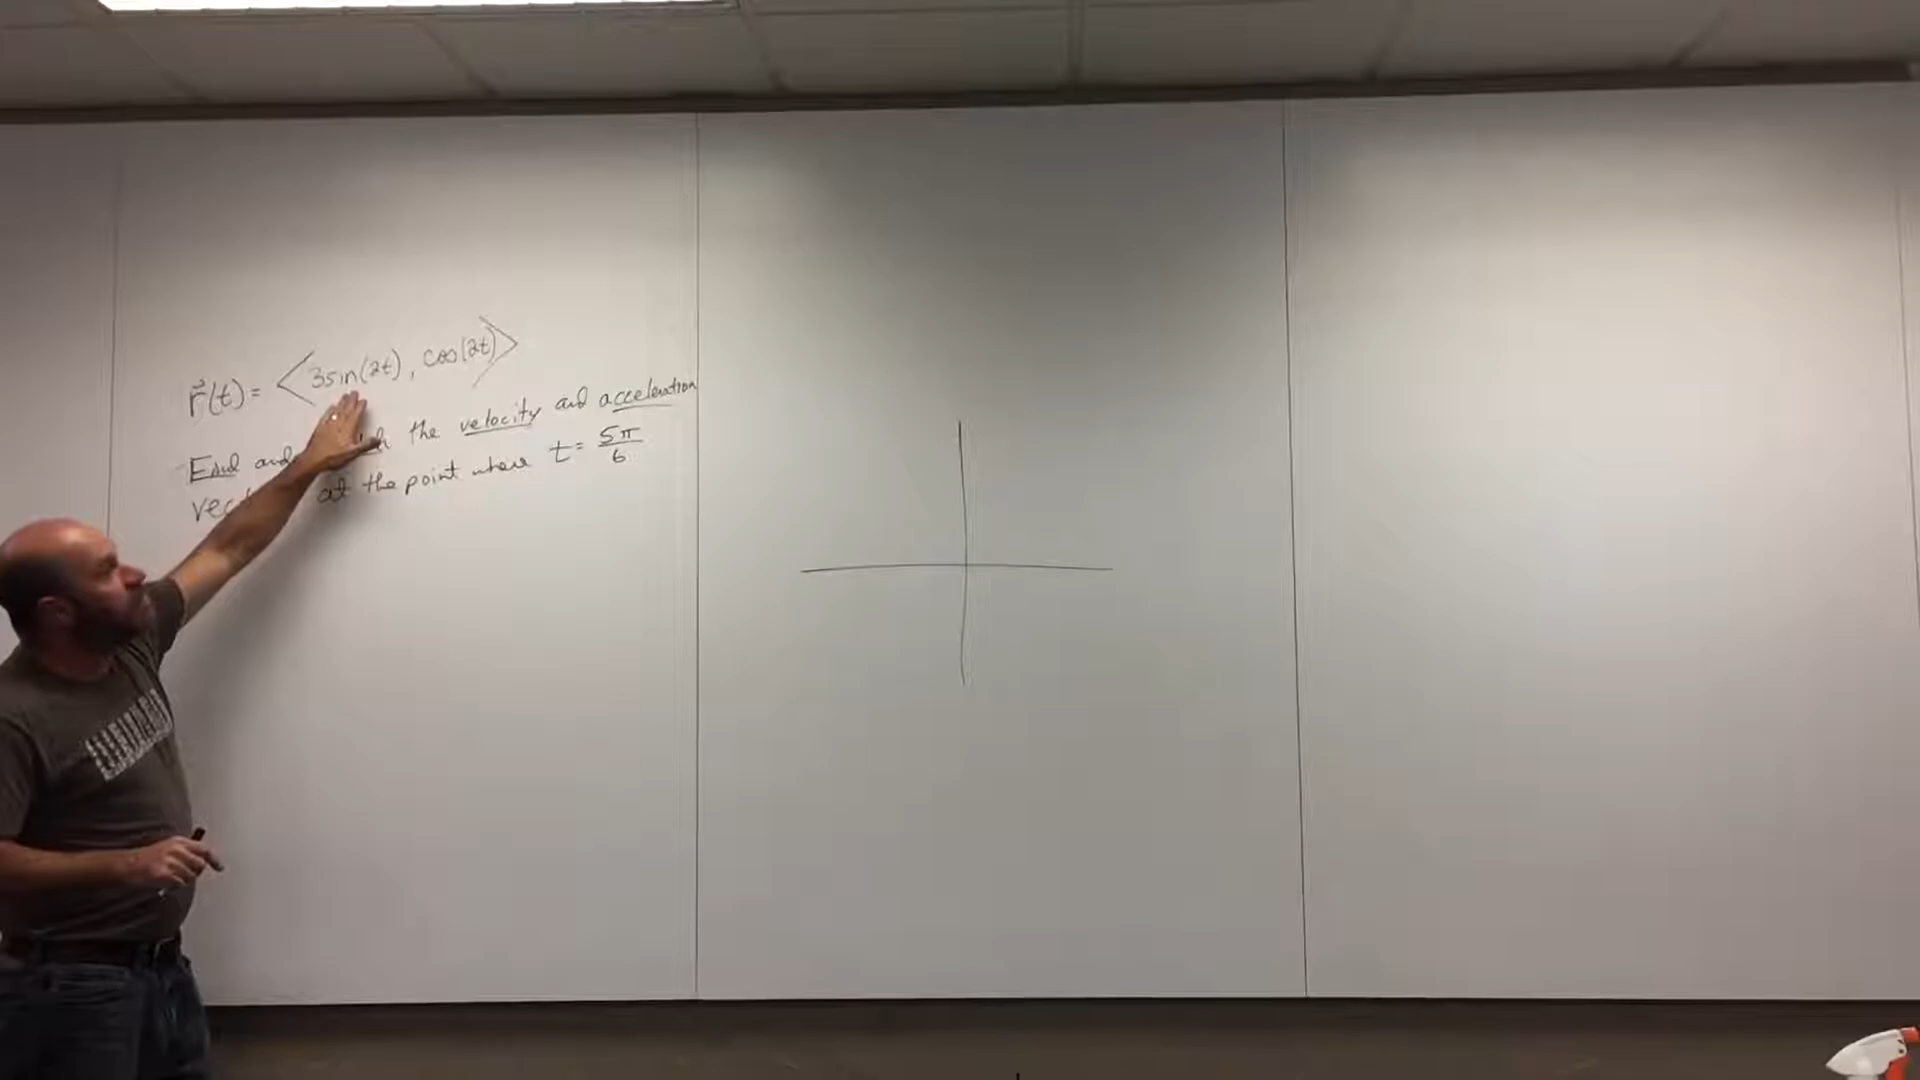 r⃗(t) = <3sin(2t), cos(2t)>
Find and the velocity and acceleration
at the point where t = 5π/6